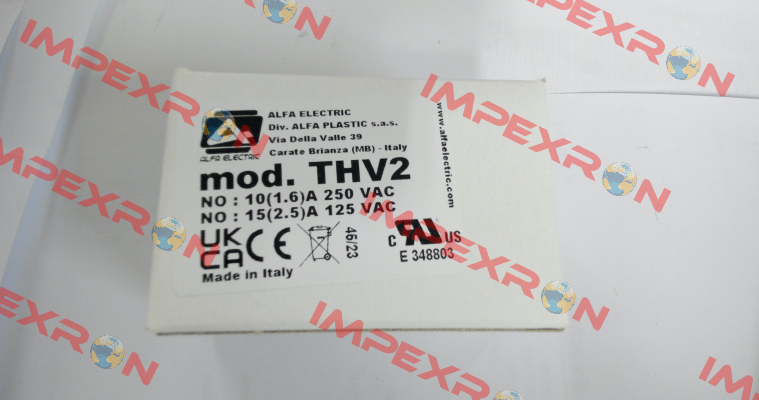 ALFA ELECTRIC
Div. ALFA PLASTIC s.a.s.
Via Della Valle 39
Carate Brianza (MB) - Italy
ALFA ELECTRIC
www.alfaelectric.com
mod. THV2
NO : 10(1.6)A 250 VAC
NO : 15(2.5)A 125 VAC
UK
CA
CE
46/23
C
US
E 348803
Made in Italy
IMPEXRON
IMPEXRON
IMPEXRON
IMPEXRON
IMPEXRON
IMPEXRON
IMPEXRON
IMPEXRON
IMPEXRON